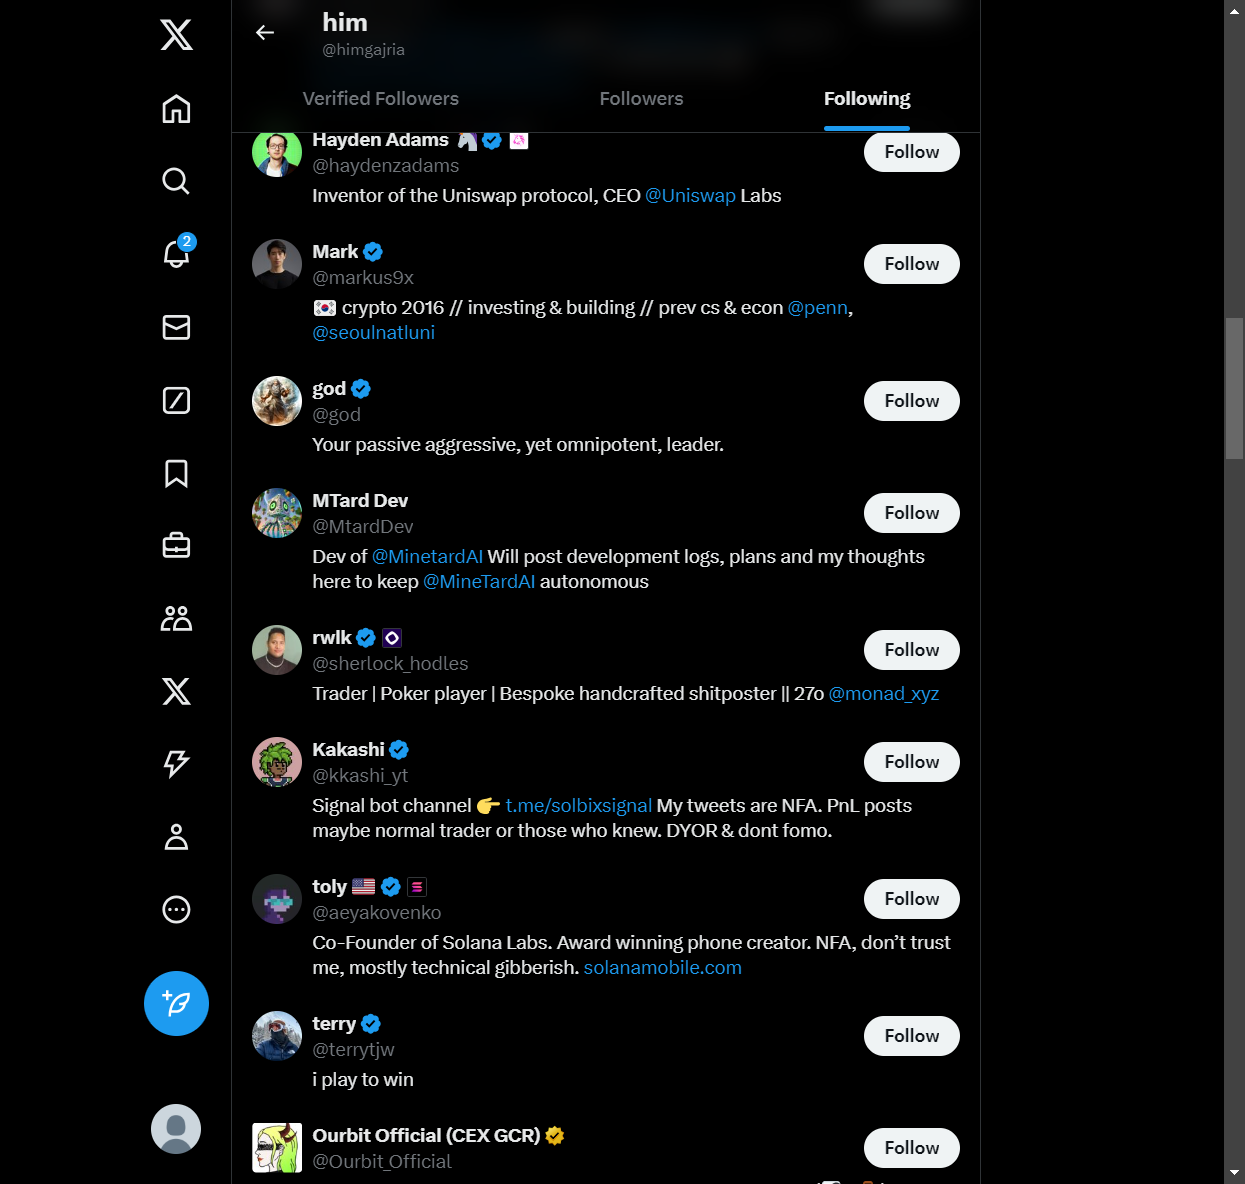 him
@himgajria
Verified Followers
Followers
Following
Hayden Adams
@haydenzadams
Follow
Inventor of the Uniswap protocol, CEO @Uniswap Labs
2
Mark
@markus9x
Follow
🇰🇷 crypto 2016 // investing & building // prev cs & econ @penn,
@seoulnatluni
god
@god
Follow
Your passive aggressive, yet omnipotent, leader.
MTard Dev
@MtardDev
Follow
Dev of @MinetardAI Will post development logs, plans and my thoughts
here to keep @MineTardAI autonomous
rwlk
@sherlock_hodles
Follow
Trader | Poker player | Bespoke handcrafted shitposter || 27o @monad_xyz
Kakashi
@kkashi_yt
Follow
Signal bot channel 👉 t.me/solbixsignal My tweets are NFA. PnL posts
maybe normal trader or those who knew. DYOR & dont fomo.
toly 🇺🇸
@aeyakovenko
Follow
Co-Founder of Solana Labs. Award winning phone creator. NFA, don’t trust
me, mostly technical gibberish. solanamobile.com
terry
@terrytjw
Follow
i play to win
Ourbit Official (CEX GCR)
@Ourbit_Official
Follow